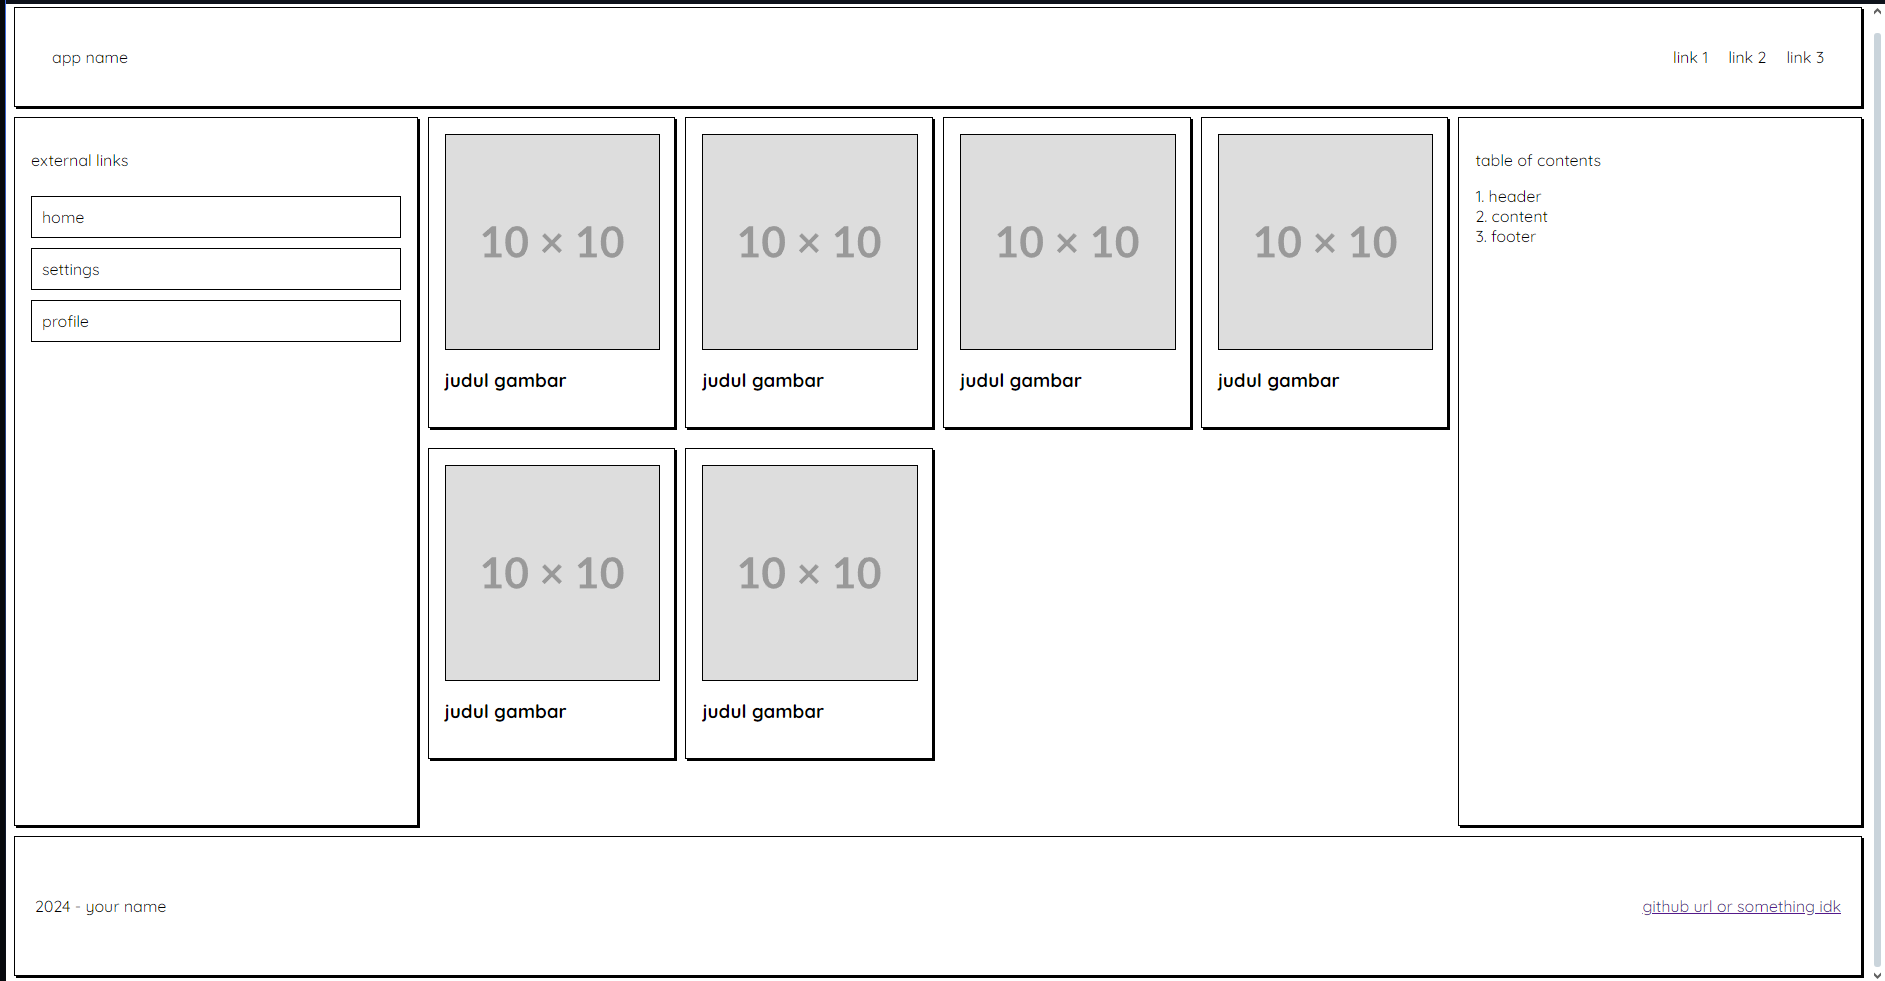 app name
link 1 link 2 link 3
external links
home
settings
profile
10 × 10
judul gambar
10 × 10
judul gambar
10 × 10
judul gambar
10 × 10
judul gambar
10 × 10
judul gambar
10 × 10
judul gambar
table of contents
1. header
2. content
3. footer
2024 - your name
github url or something idk